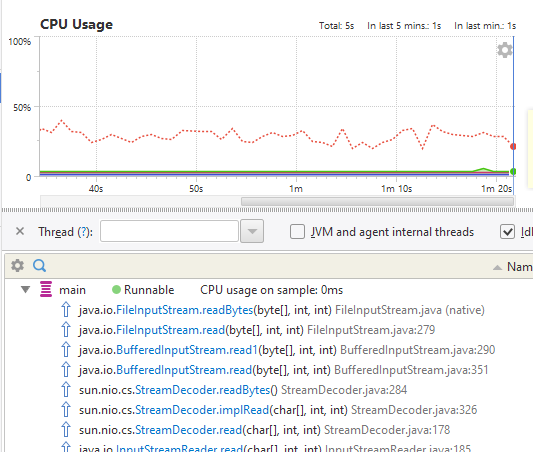 CPU Usage Total: 5s In last 5 mins.: 1s In last min.: 1s
100%
50%
0
40s 50s 1m 1m 10s 1m 20s
Thread (?): JVM and agent internal threads
Nam
main Runnable CPU usage on sample: 0ms
java.io.FileInputStream.readBytes(byte[], int, int) FileInputStream.java (native)
java.io.FileInputStream.read(byte[], int, int) FileInputStream.java:279
java.io.BufferedInputStream.read1(byte[], int, int) BufferedInputStream.java:290
java.io.BufferedInputStream.read(byte[], int, int) BufferedInputStream.java:351
sun.nio.cs.StreamDecoder.readBytes() StreamDecoder.java:284
sun.nio.cs.StreamDecoder.implRead(char[], int, int) StreamDecoder.java:326
sun.nio.cs.StreamDecoder.read(char[], int, int) StreamDecoder.java:178
java.io.InputStreamReader.read(char[], int, int) InputStreamReader.java:185